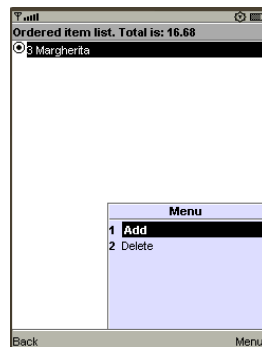 Ordered item list. Total is: 16.68
3 Margherita
Menu
1 Add
2 Delete
Back Menu